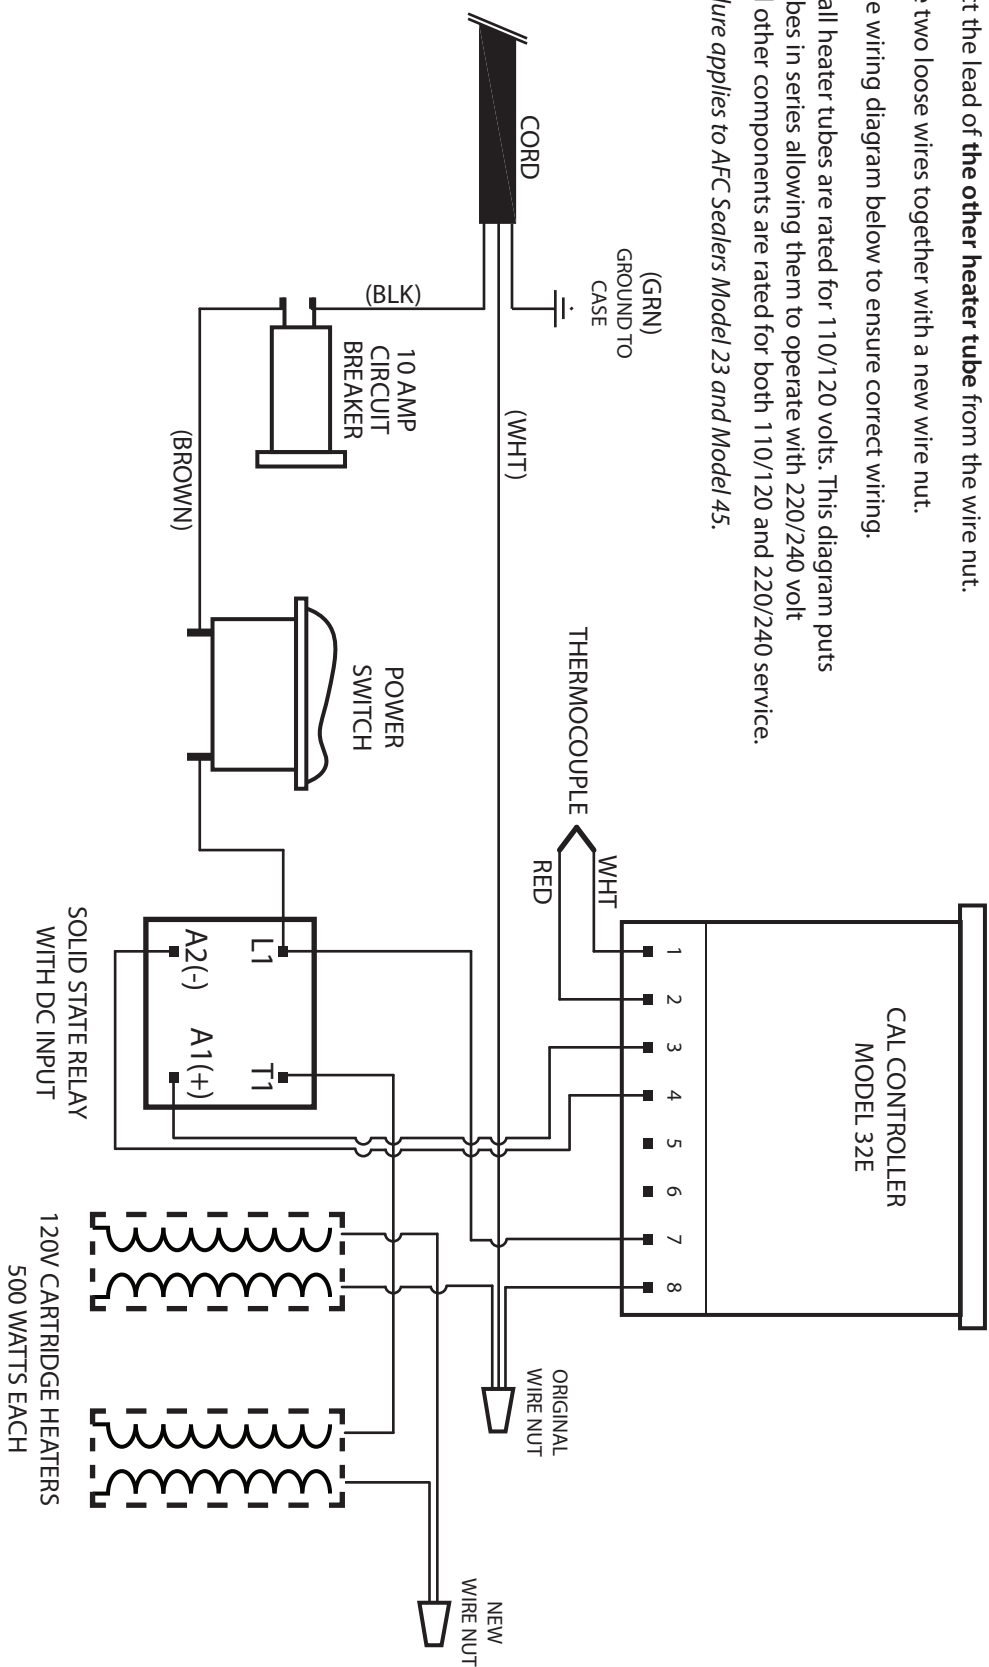 ct the lead of the other heater tube from the wire nut.
two loose wires together with a new wire nut.
wiring diagram below to ensure correct wiring.
all heater tubes are rated for 110/120 volts. This diagram puts
bes in series allowing them to operate with 220/240 volt
other components are rated for both 110/120 and 220/240 service.
dure applies to AFC Sealers Model 23 and Model 45.
CORD
(GRN)
GROUND TO
CASE
(BLK)
(WHT)
10 AMP
CIRCUIT
BREAKER
(BROWN)
POWER
SWITCH
THERMOCOUPLE
WHT
RED
CAL CONTROLLER
MODEL 32E
1 2 3 4 5 6 7 8
L1 T1
A2(-) A1(+)
SOLID STATE RELAY
WITH DC INPUT
ORIGINAL
WIRE NUT
NEW
WIRE NUT
120V CARTRIDGE HEATERS
500 WATTS EACH